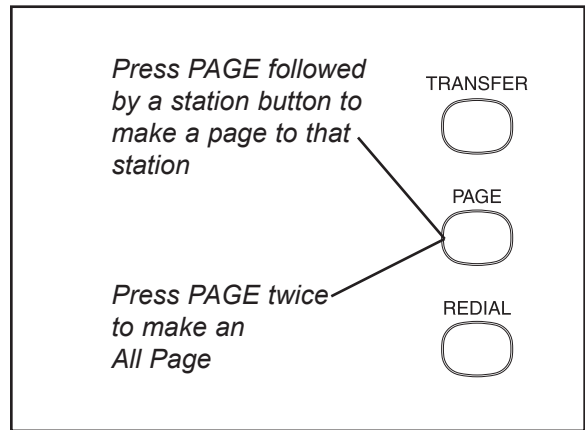 Press PAGE followed
by a station button to
make a page to that
station
TRANSFER
PAGE
Press PAGE twice
to make an
All Page
REDIAL